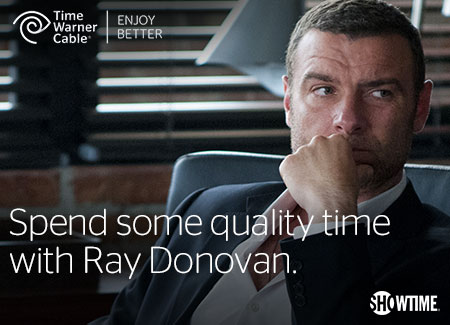 Time
Warner
Cable®
ENJOY
BETTER
Spend some quality time
with Ray Donovan.
SHOWTIME.